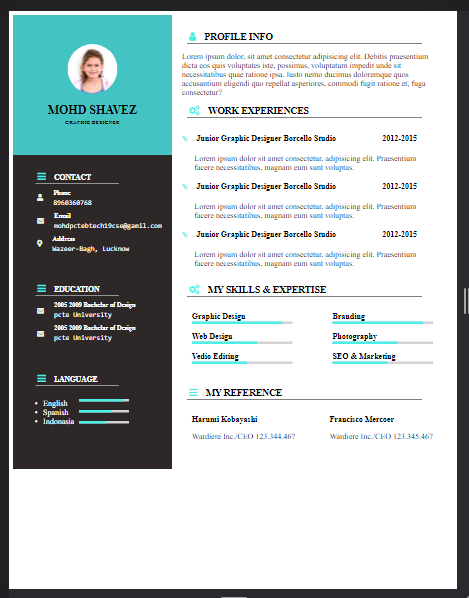 MOHD SHAVEZ
GRAPHIC DESIGNER
CONTACT
Phone
8960360768
Email
mohdpctebtech19cse@gamil.com
Address
Wazeer-Bagh, Lucknow
EDUCATION
2005 2009 Bachelor of Design
pcte University
2005 2009 Bachelor of Design
pcte University
LANGUAGE
English
Spanish
Indonasia
PROFILE INFO
Lorem ipsum dolor, sit amet consectetur adipisicing elit. Debitis praesentium
dicta eos quis voluptates iste, possimus, voluptatum impedit unde sit
necessitatibus quae ratione ipsa. Iusto nemo ducimus doloremque quos
accusantium eligendi quo repellat asperiores, commodi fugit ratione et, quam
consectetur?
WORK EXPERIENCES
Junior Graphic Designer Borcello Studio 2012-2015
Lorem ipsum dolor sit amet consectetur, adipisicing elit. Praesentium
facere necessitatibus, magnam eum sunt voluptas.
Junior Graphic Designer Borcello Studio 2012-2015
Lorem ipsum dolor sit amet consectetur, adipisicing elit. Praesentium
facere necessitatibus, magnam eum sunt voluptas.
Junior Graphic Designer Borcello Studio 2012-2015
Lorem ipsum dolor sit amet consectetur, adipisicing elit. Praesentium
facere necessitatibus, magnam eum sunt voluptas.
MY SKILLS & EXPERTISE
Graphic Design Branding
Web Design Photography
Vedio Editing SEO & Marketing
MY REFERENCE
Harumi Kobayashi Francisco Mercoer
Wardiere Inc./CEO 123.344.467 Wardiere Inc./CEO 123.345.467